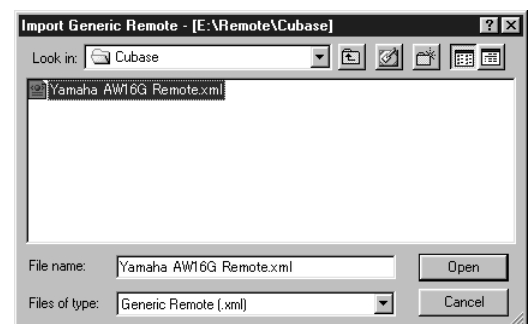 Import Generic Remote - [E:\Remote\Cubase]
Look in: Cubase
Yamaha AW16G Remote.xml
File name: Yamaha AW16G Remote.xml Open
Files of type: Generic Remote (.xml) Cancel